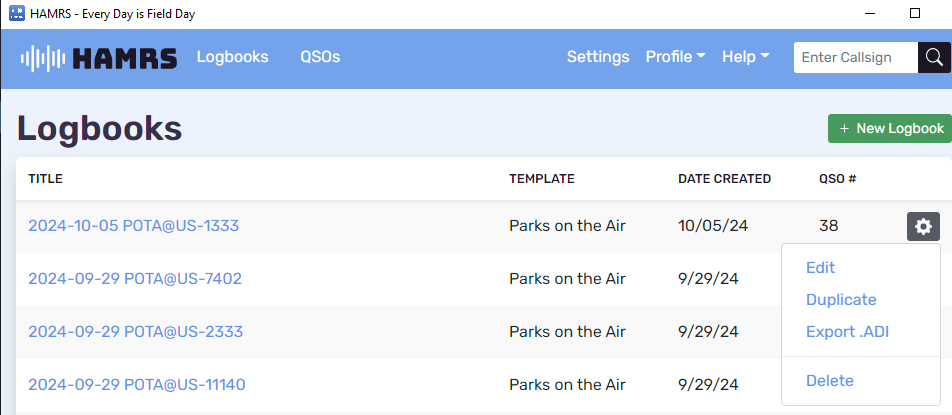 HAMRS - Every Day is Field Day
HAMRS Logbooks QSOs Settings Profile Help Enter Callsign
Logbooks
+ New Logbook
TITLE TEMPLATE DATE CREATED QSO #
2024-10-05 POTA@US-1333 Parks on the Air 10/05/24 38
2024-09-29 POTA@US-7402 Parks on the Air 9/29/24
2024-09-29 POTA@US-2333 Parks on the Air 9/29/24
2024-09-29 POTA@US-11140 Parks on the Air 9/29/24
Edit
Duplicate
Export .ADI
Delete